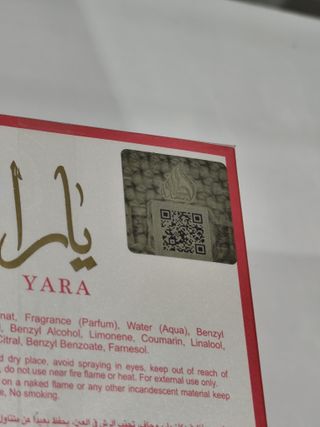 يارا
YARA
nat, Fragrance (Parfum), Water (Aqua), Benzyl
Benzyl Alcohol, Limonene, Coumarin, Linalool,
Citral, Benzyl Benzoate, Farnesol.
d dry place, avoid spraying in eyes, keep out of reach of
, do not use near fire flame or heat. For external use only.
on a naked flame or any other incandescent material keep
e, No smoking.